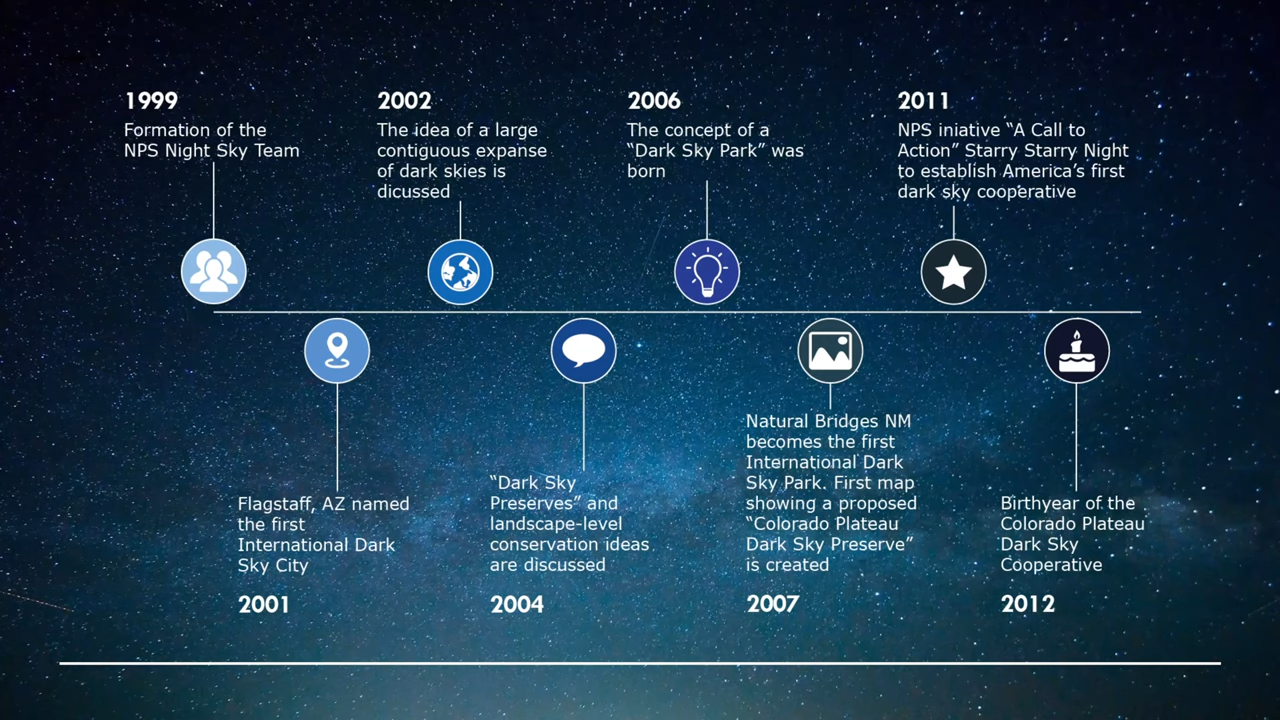 1999
Formation of the
NPS Night Sky Team
2002
The idea of a large
contiguous expanse
of dark skies is
dicussed
2006
The concept of a
“Dark Sky Park” was
born
2011
NPS iniative “A Call to
Action” Starry Starry Night
to establish America’s first
dark sky cooperative
Flagstaff, AZ named
the first
International Dark
Sky City
2001
“Dark Sky
Preserves” and
landscape-level
conservation ideas
are discussed
2004
Natural Bridges NM
becomes the first
International Dark
Sky Park. First map
showing a proposed
“Colorado Plateau
Dark Sky Preserve”
is created
2007
Birthyear of the
Colorado Plateau
Dark Sky
Cooperative
2012